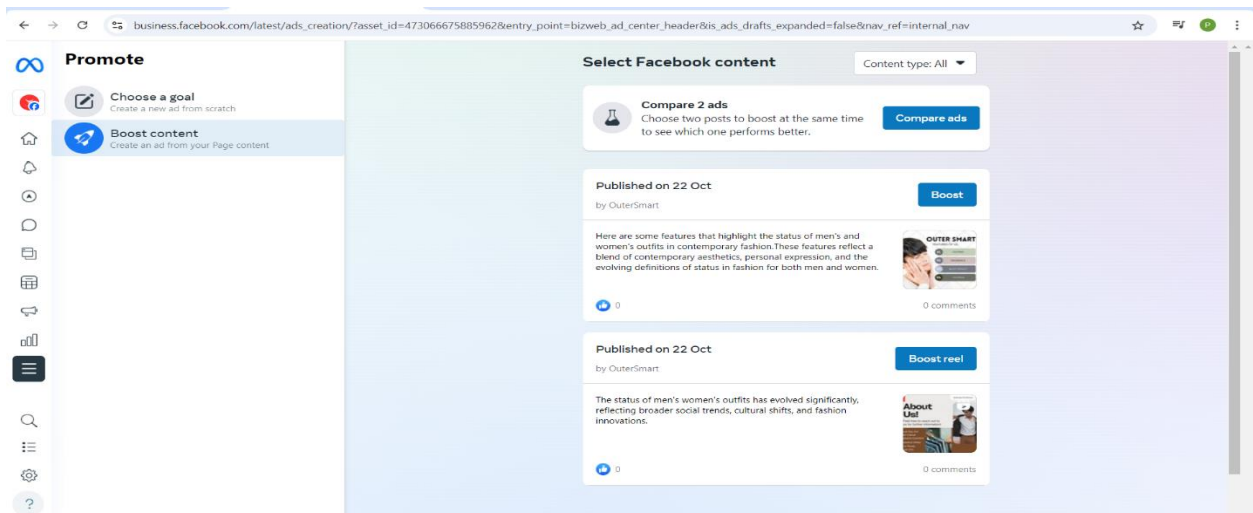 business.facebook.com/latest/ads_creation/?asset_id=473066675885962&entry_point=bizweb_ad_center_header&is_ads_drafts_expanded=false&nav_ref=internal_nav
P
Promote
Choose a goal
Create a new ad from scratch
Boost content
Create an ad from your Page content
Select Facebook content
Content type: All
Compare 2 ads
Choose two posts to boost at the same time
to see which one performs better.
Compare ads
Published on 22 Oct
by OuterSmart
Boost
Here are some features that highlight the status of men's and
women's outfits in contemporary fashion.These features reflect a
blend of contemporary aesthetics, personal expression, and the
evolving definitions of status in fashion for both men and women.
OUTER SMART
0
0 comments
Published on 22 Oct
by OuterSmart
Boost reel
The status of men's women's outfits has evolved significantly,
reflecting broader social trends, cultural shifts, and fashion
innovations.
About
Us!
0
0 comments
?